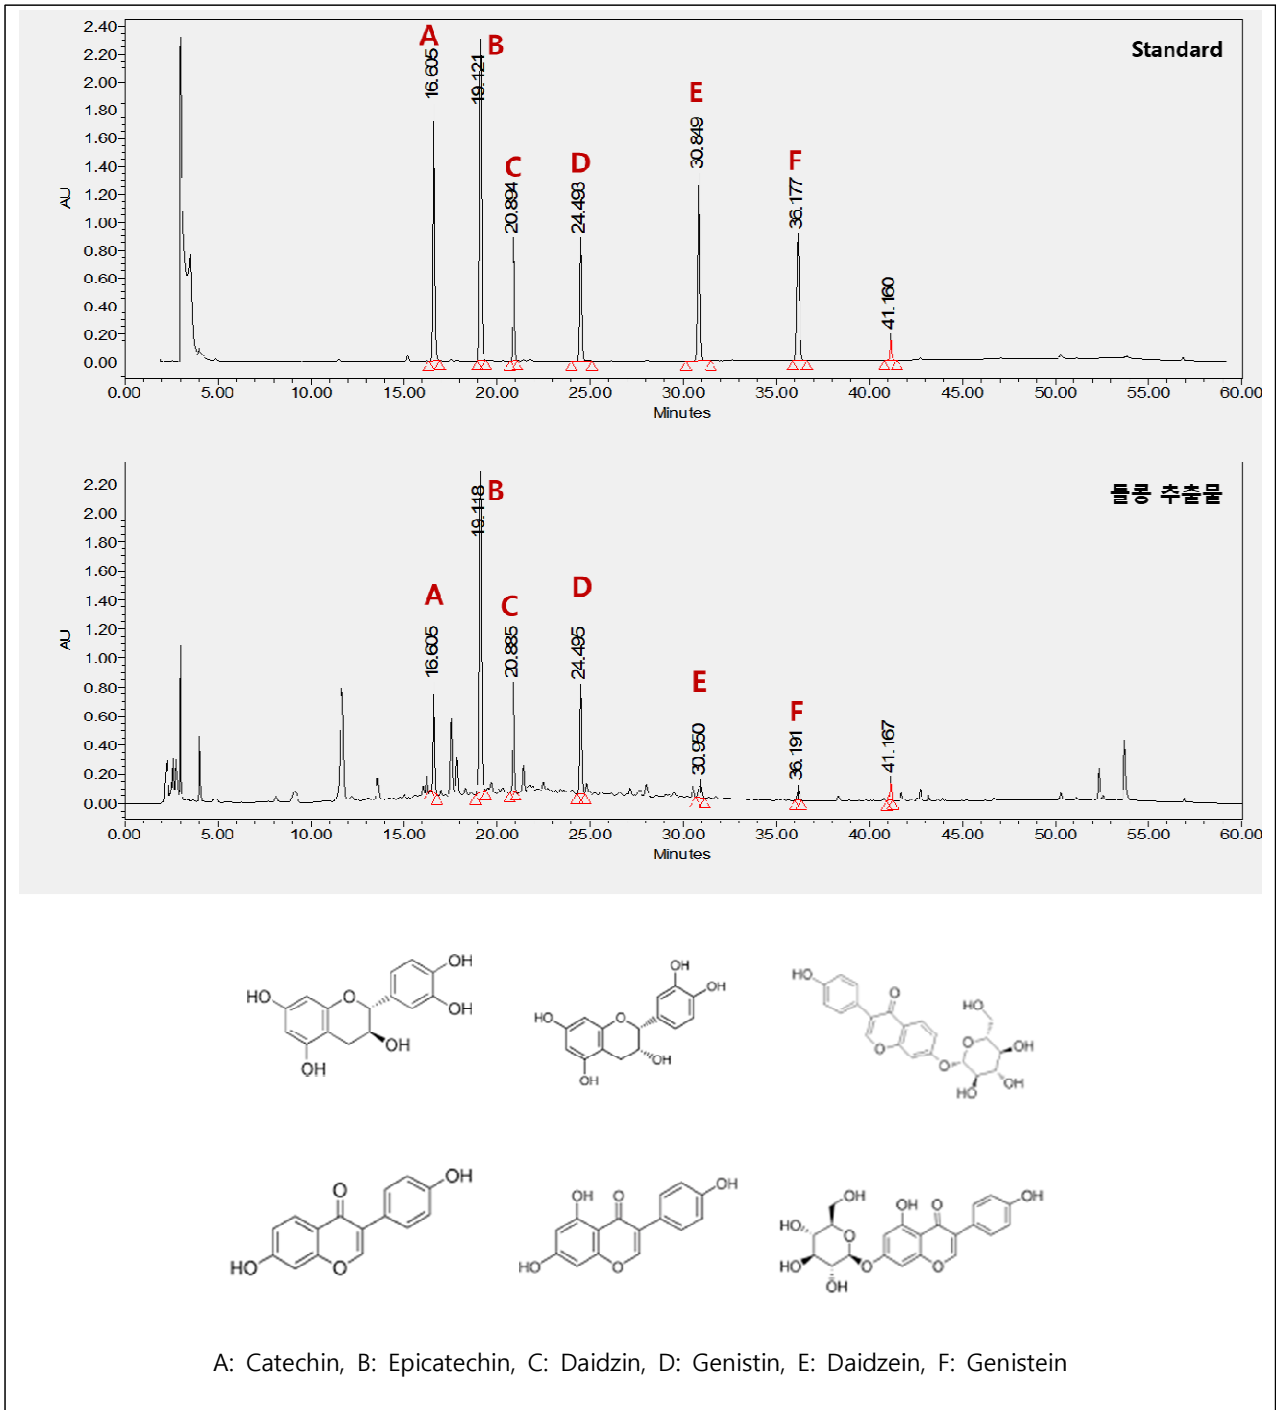 2.40
2.20
2.00
1.80
1.60
1.40
1.20
1.00
0.80
0.60
0.40
0.20
0.00
AU
A
16.605
B
19.121
C
20.894
D
24.493
E
30.849
F
36.177
41.160
Standard
0.00 5.00 10.00 15.00 20.00 25.00 30.00 35.00 40.00 45.00 50.00 55.00 60.00
Minutes
2.20
2.00
1.80
1.60
1.40
1.20
1.00
0.80
0.60
0.40
0.20
0.00
AU
A
16.605
B
19.118
C
20.885
D
24.495
E
30.950
F
36.191
41.167
돌콩 추출물
0.00 5.00 10.00 15.00 20.00 25.00 30.00 35.00 40.00 45.00 50.00 55.00 60.00
Minutes
HO O OH OH OH OH
HO O OH OH OH OH
HO O O O O HO OH OH HO
HO O O OH
HO OH O O OH
OH HO HO OH O O OH O O OH
A: Catechin, B: Epicatechin, C: Daidzin, D: Genistin, E: Daidzein, F: Genistein